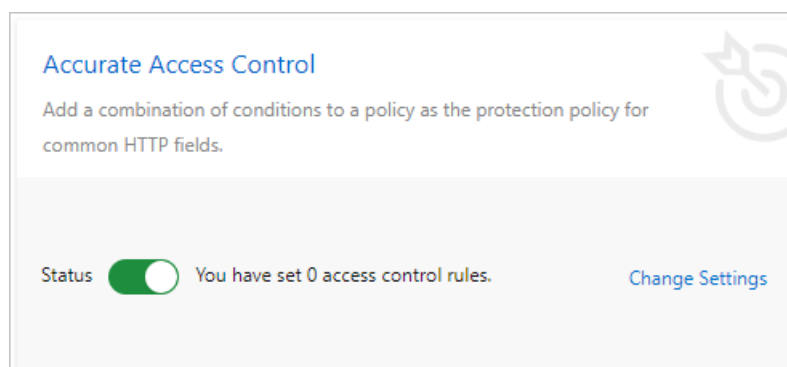 Accurate Access Control
Add a combination of conditions to a policy as the protection policy for
common HTTP fields.
Status You have set 0 access control rules. Change Settings